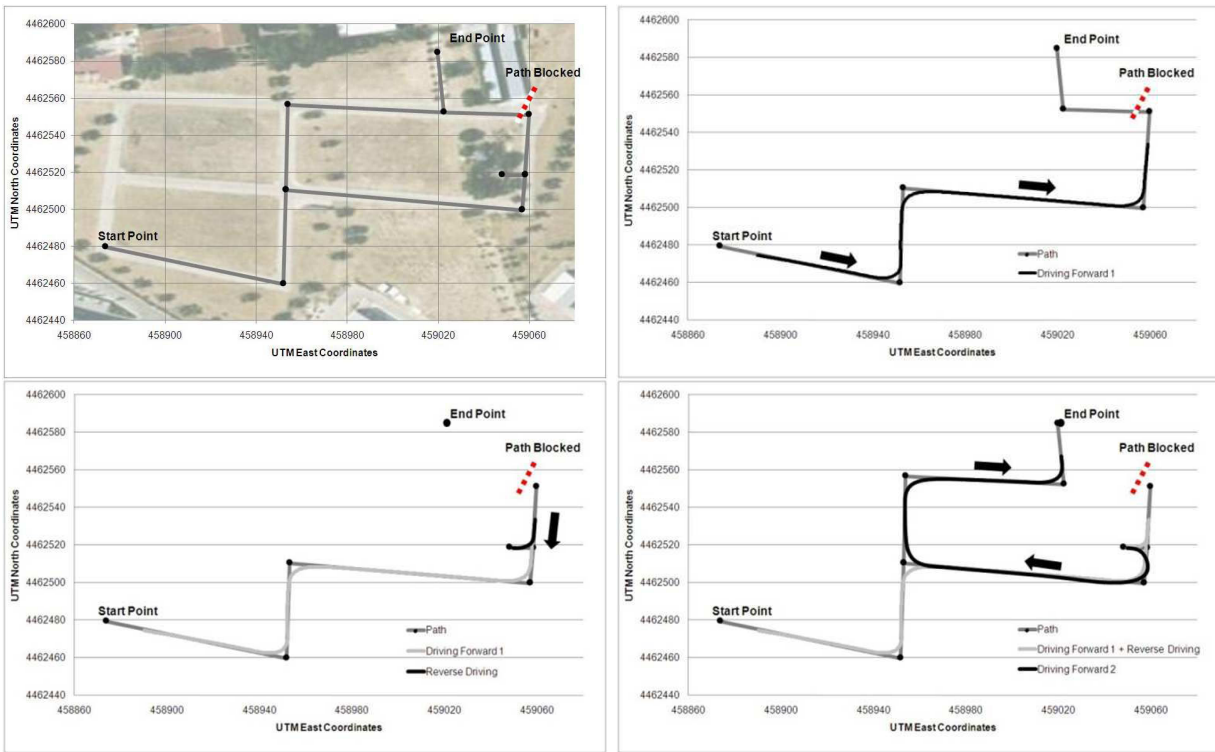 4462600
4462580
4462560
4462540
4462520
4462500
4462480
4462460
4462440
UTM North Coordinates
End Point
Path Blocked
Start Point
458860 458900 458940 458980 459020 459060
UTM East Coordinates
4462600
4462580
4462560
4462540
4462520
4462500
4462480
4462460
4462440
UTM North Coordinates
End Point
Path Blocked
Start Point
Path
Driving Forward 1
458860 458900 458940 458980 459020 459060
UTM East Coordinates
4462600
4462580
4462560
4462540
4462520
4462500
4462480
4462460
4462440
UTM North Coordinates
End Point
Path Blocked
Start Point
Path
Driving Forward 1
Reverse Driving
458860 458900 458940 458980 459020 459060
UTM East Coordinates
4462600
4462580
4462560
4462540
4462520
4462500
4462480
4462460
4462440
UTM North Coordinates
End Point
Path Blocked
Start Point
Path
Driving Forward 1 + Reverse Driving
Driving Forward 2
458860 458900 458940 458980 459020 459060
UTM East Coordinates